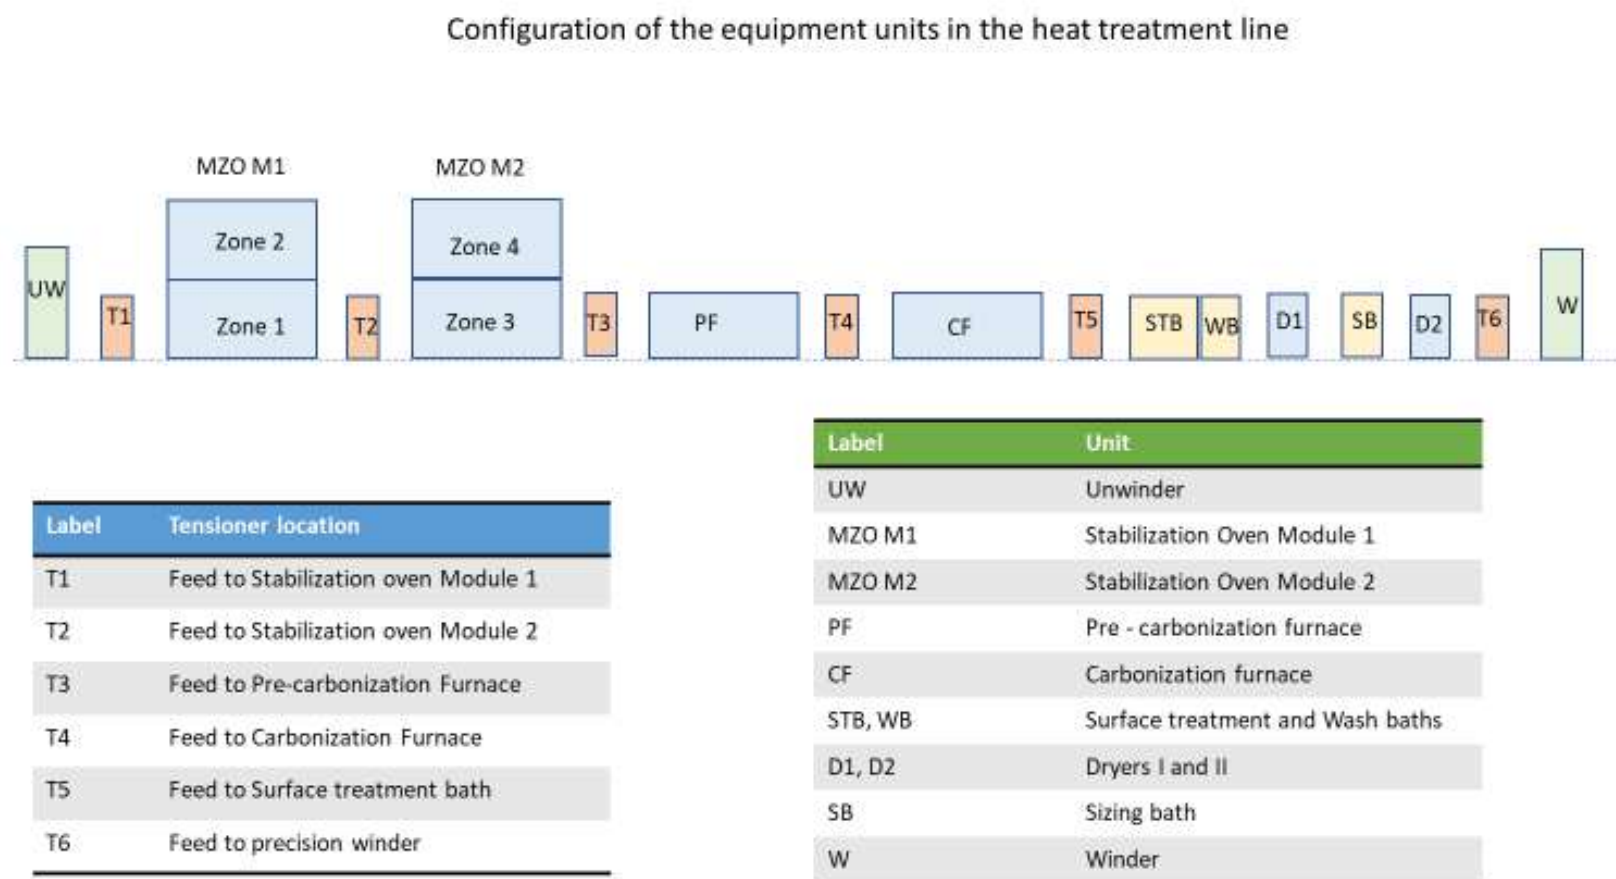 Configuration of the equipment units in the heat treatment line
MZO M1
MZO M2
Zone 2
Zone 4
UW
T1
Zone 1
T2
Zone 3
T3
PF
T4
CF
T5
STB
WB
D1
SB
D2
T6
W
Label Tensioner location
T1 Feed to Stabilization oven Module 1
T2 Feed to Stabilization oven Module 2
T3 Feed to Pre-carbonization Furnace
T4 Feed to Carbonization Furnace
T5 Feed to Surface treatment bath
T6 Feed to precision winder
Label Unit
UW Unwinder
MZO M1 Stabilization Oven Module 1
MZO M2 Stabilization Oven Module 2
PF Pre - carbonization furnace
CF Carbonization furnace
STB, WB Surface treatment and Wash baths
D1, D2 Dryers I and II
SB Sizing bath
W Winder